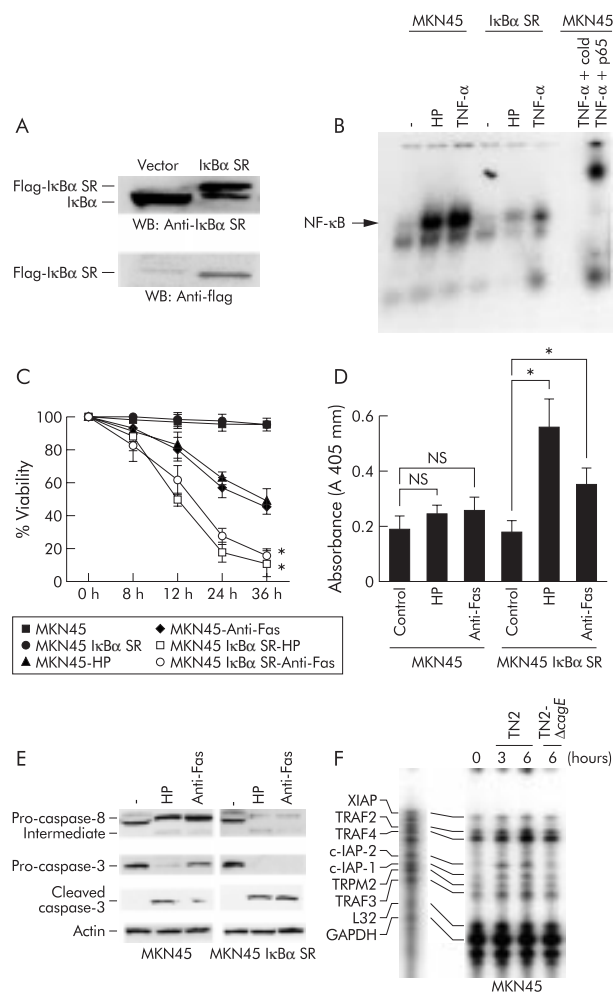 A
Vector IκBα SR
Flag-IκBα SR
IκBα
WB: Anti-IκBα SR
Flag-IκBα SR
WB: Anti-flag
B
MKN45 IκBα SR MKN45
- HP TNF-α - HP TNF-α TNF-α + cold TNF-α + p65
NF-κB
C
% Viability
100
80
60
40
20
0
0 h 8 h 12 h 24 h 36 h
*
*
MKN45 MKN45-Anti-Fas
MKN45 IκBα SR MKN45 IκBα SR-HP
MKN45-HP MKN45 IκBα SR-Anti-Fas
D
Absorbance (A 405 mm)
0.6
0.4
0.2
0
NS
NS
*
*
Control HP Anti-Fas Control HP Anti-Fas
MKN45 MKN45 IκBα SR
E
- HP Anti-Fas - HP Anti-Fas
Pro-caspase-8
Intermediate
Pro-caspase-3
Cleaved
caspase-3
Actin
MKN45 MKN45 IκBα SR
F
TN2 TN2-ΔcagE
0 3 6 6 (hours)
XIAP
TRAF2
TRAF4
c-IAP-2
c-IAP-1
TRPM2
TRAF3
L32
GAPDH
MKN45